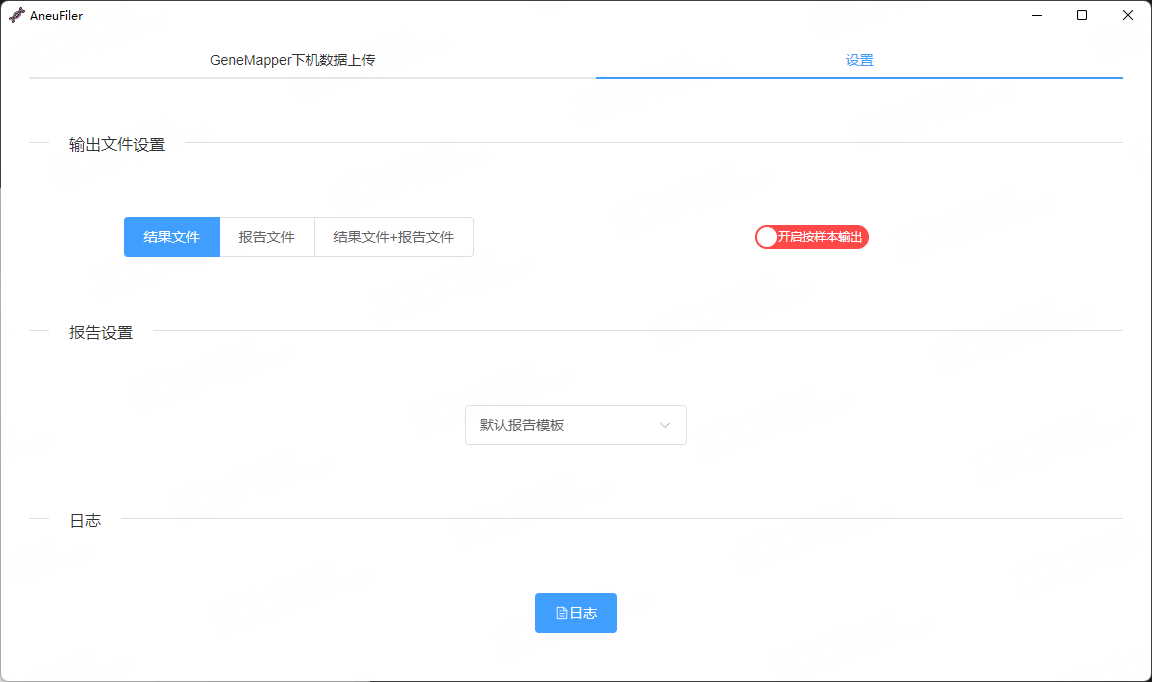 AneuFiler
GeneMapper下机数据上传
设置
输出文件设置
结果文件
报告文件
结果文件+报告文件
开启按样本输出
报告设置
默认报告模板
日志
日志